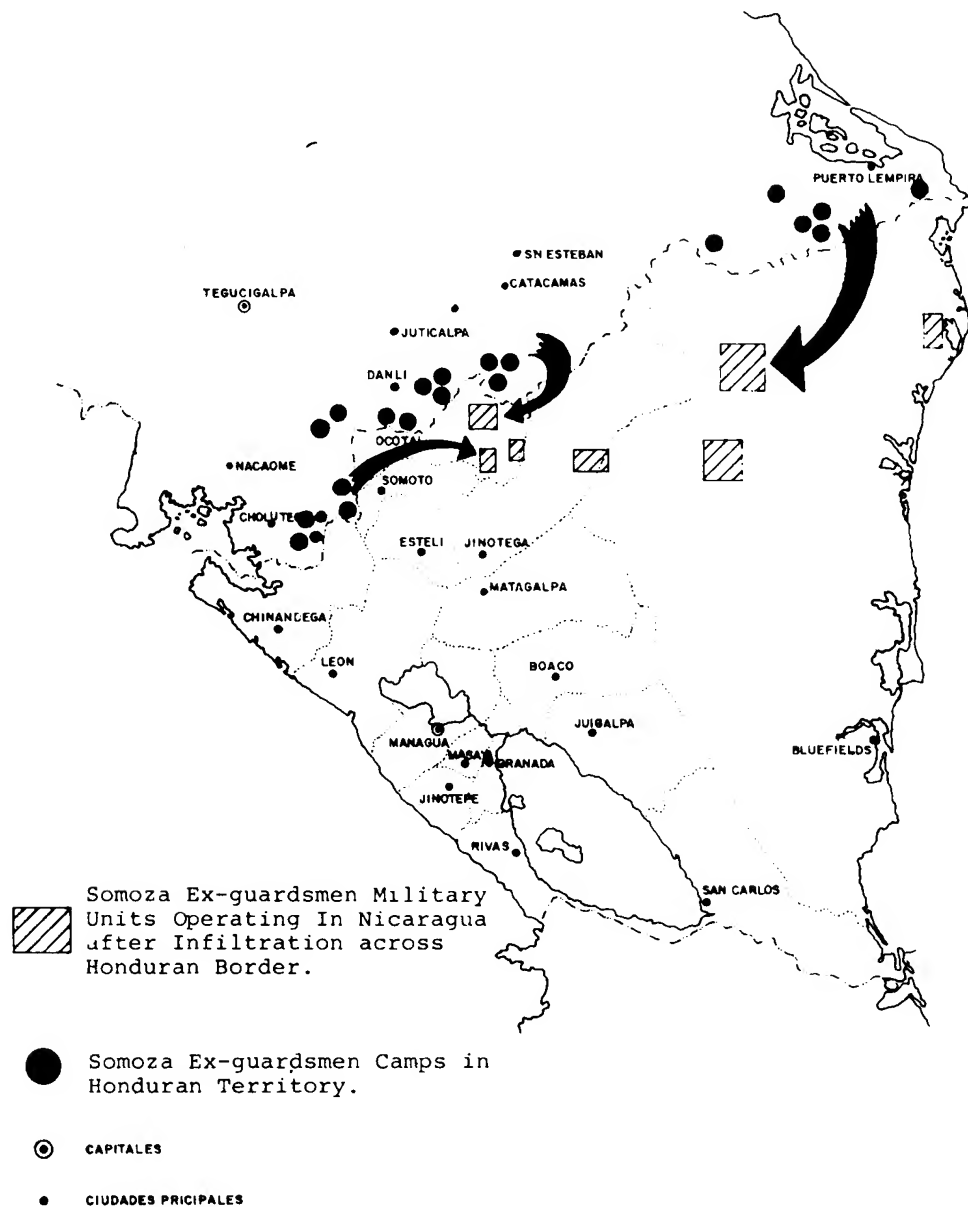 PUERTO LEMPIRA
SN ESTEBAN
CATACAMAS
TEGUCIGALPA
JUTICALPA
DANLI
NACAOME
SOMOTO
ESTELI
JINOTEGA
MATAGALPA
CHINANDEGA
LEON
BOACO
JUIGALPA
MANAGUA
BLUEFIELDS
GRANADA
JINOTEPE
RIVAS
SAN CARLOS
Somoza Ex-guardsmen Military
Units Operating In Nicaragua
after Infiltration across
Honduran Border.
Somoza Ex-guardsmen Camps in
Honduran Territory.
CAPITALES
CIUDADES PRICIPALES